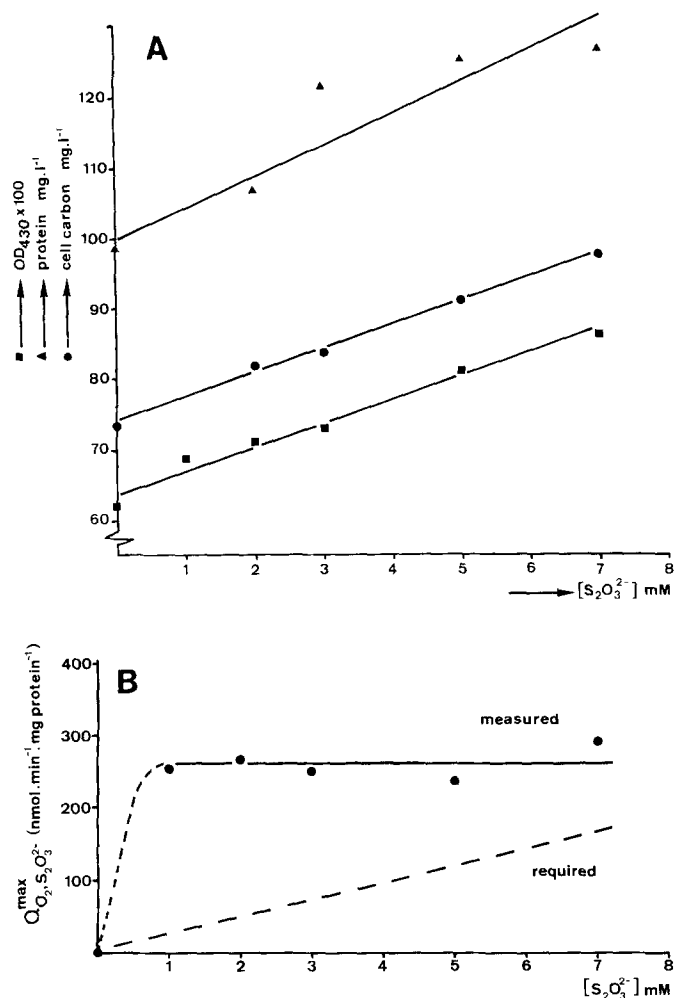 A
120
110
100
90
80
70
60
■ → OD430 x 100
▲ → protein mg.l⁻¹
● → cell carbon mg.l⁻¹
1 2 3 4 5 6 7 8
→ [S₂O₃²⁻] mM
B
400
300
200
100
Q max O₂,S₂O₃²⁻ (nmol.min⁻¹.mg protein⁻¹)
measured
required
1 2 3 4 5 6 7 8
[S₂O₃²⁻] mM